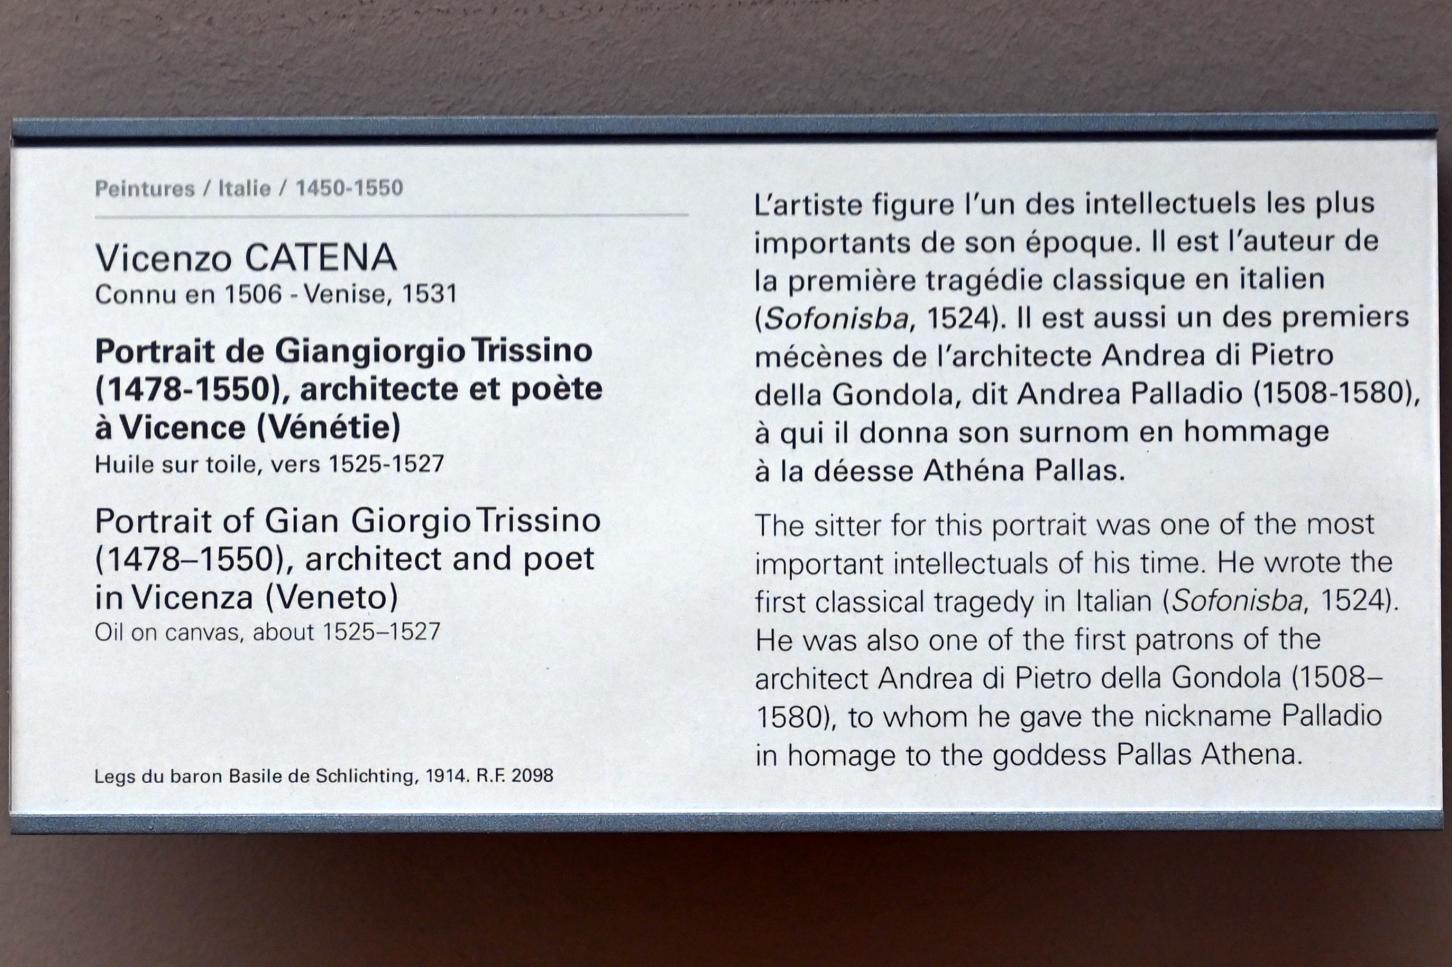 Peintures / Italie / 1450-1550
Vicenzo CATENA
Connu en 1506 - Venise, 1531
Portrait de Giangiorgio Trissino
(1478-1550), architecte et poète
à Vicence (Vénétie)
Huile sur toile, vers 1525-1527
Portrait of Gian Giorgio Trissino
(1478–1550), architect and poet
in Vicenza (Veneto)
Oil on canvas, about 1525–1527
Legs du baron Basile de Schlichting, 1914. R.F. 2098
L'artiste figure l'un des intellectuels les plus
importants de son époque. Il est l'auteur de
la première tragédie classique en italien
(Sofonisba, 1524). Il est aussi un des premiers
mécènes de l'architecte Andrea di Pietro
della Gondola, dit Andrea Palladio (1508-1580),
à qui il donna son surnom en hommage
à la déesse Athéna Pallas.
The sitter for this portrait was one of the most
important intellectuals of his time. He wrote the
first classical tragedy in Italian (Sofonisba, 1524).
He was also one of the first patrons of the
architect Andrea di Pietro della Gondola (1508–
1580), to whom he gave the nickname Palladio
in homage to the goddess Pallas Athena.